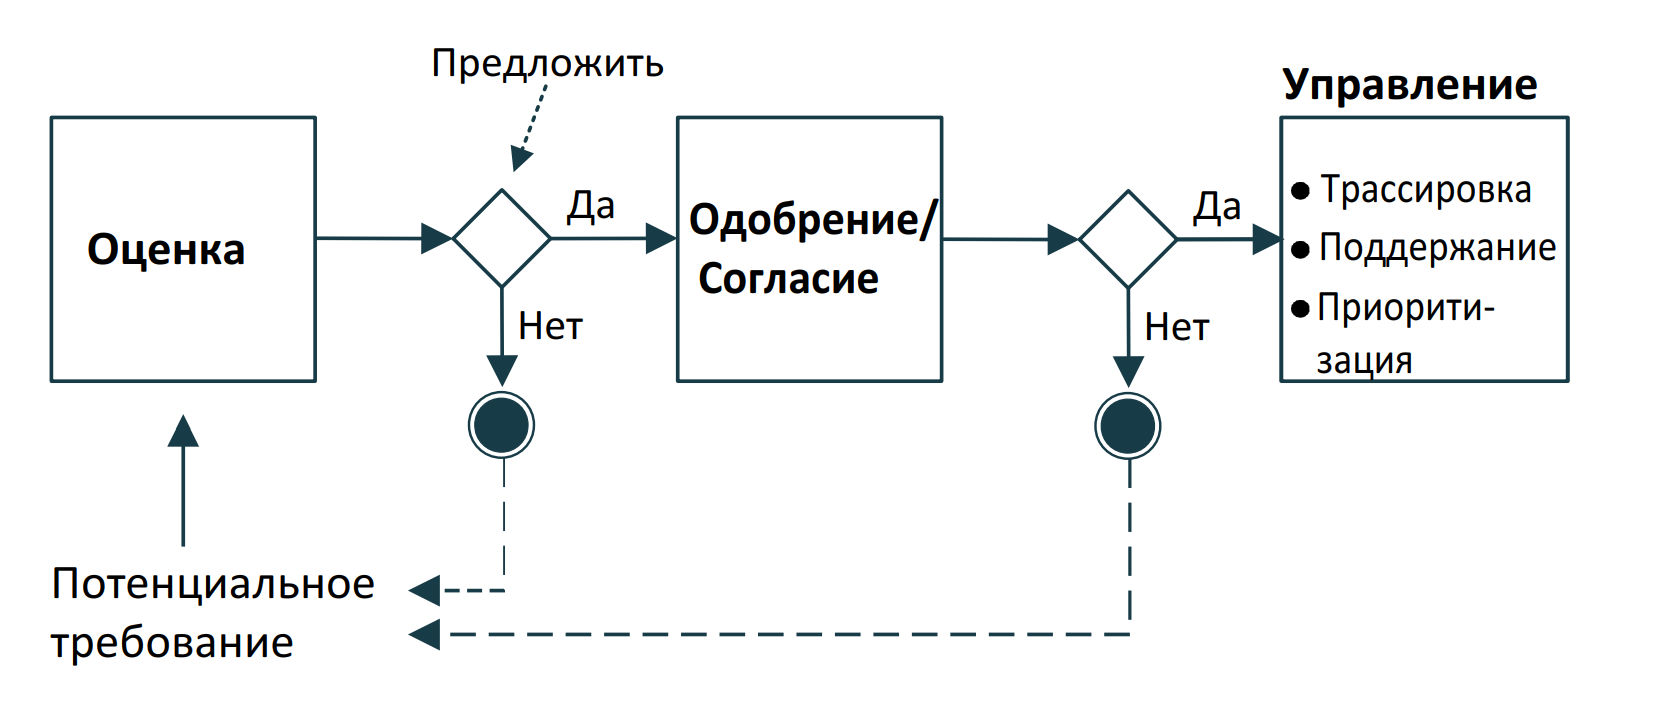 Предложить
Оценка
Да
Нет
Одобрение/
Согласие
Да
Нет
Управление
● Трассировка
● Поддержание
● Приорити-
зация
Потенциальное
требование